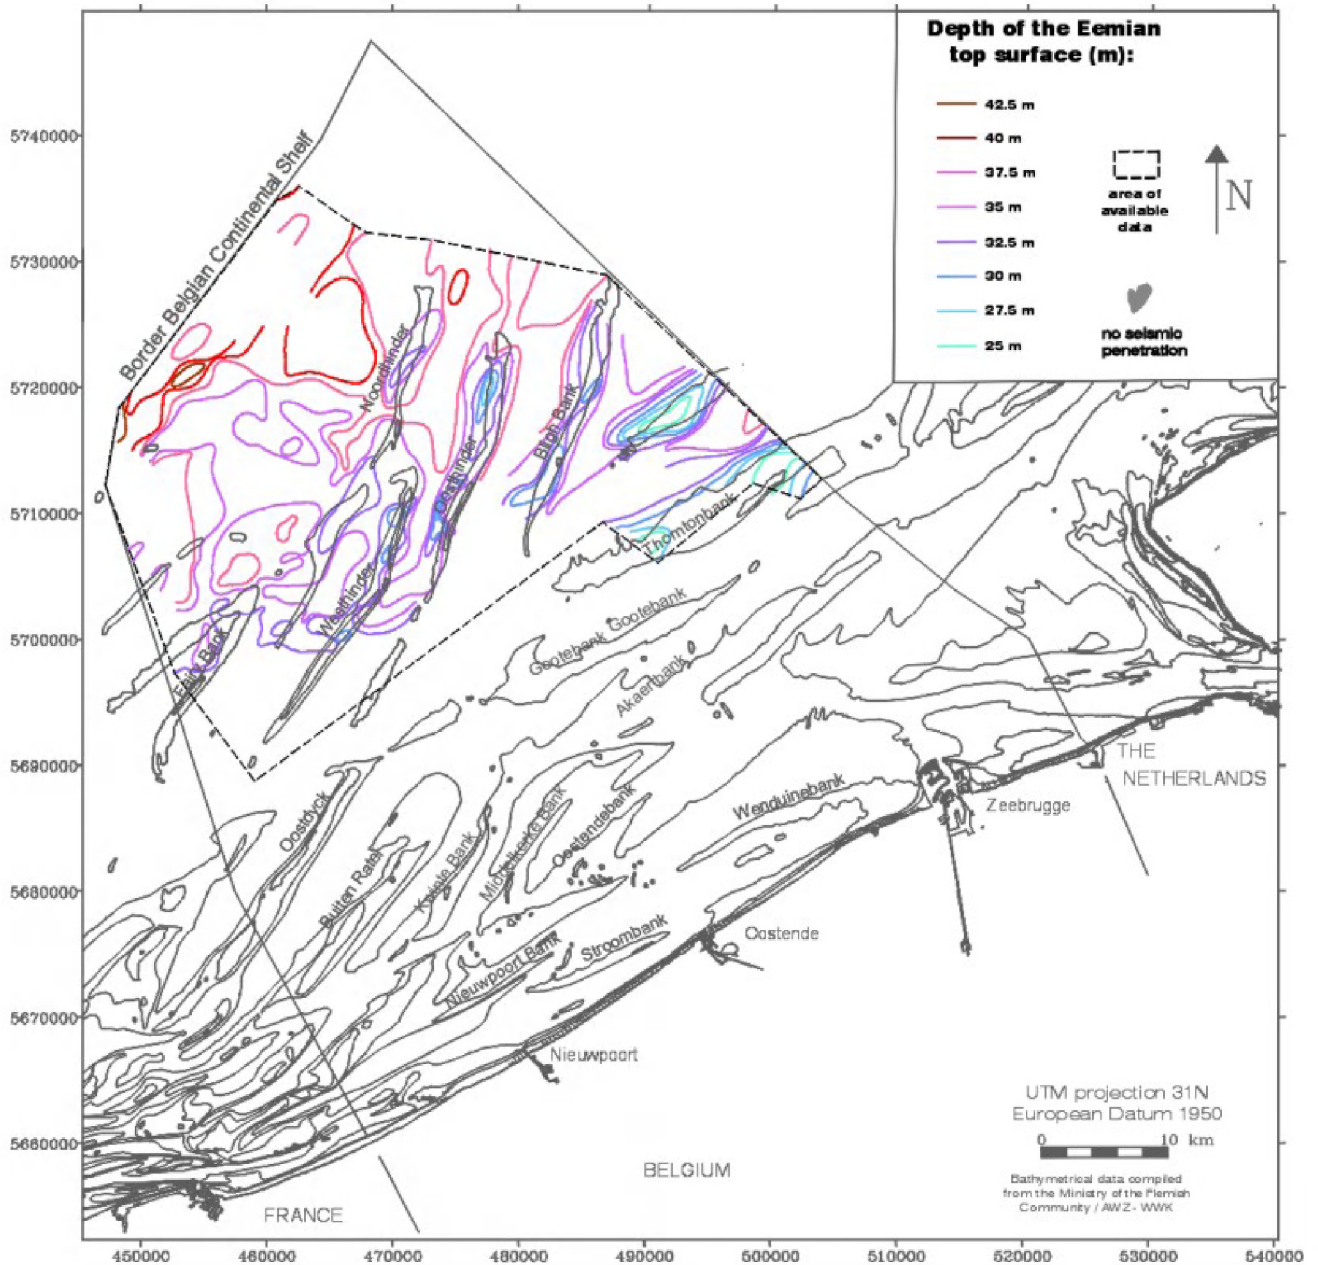 Depth of the Eemian
top surface (m):
42.5 m
40 m
37.5 m
35 m
32.5 m
30 m
27.5 m
25 m
area of
available
data
N
no seismic
penetration
5740000
5730000
5720000
5710000
5700000
5690000
5680000
5670000
5660000
Border Belgian Continental Shelf
Noordhinder
Oosthinder
Bligh Bank
Westhinder
Fairy Bank
Thorntonbank
Gootebank
Gootebank
Akaertbank
Oostdyck
Buiten Ratel
Kwinte Bank
Middelkerke Bank
Oostendebank
Wenduinebank
Nieuwpoort Bank
Stroombank
THE
NETHERLANDS
Zeebrugge
Oostende
Nieuwpoort
BELGIUM
FRANCE
UTM projection 31N
European Datum 1950
0 10 km
Bathymetrical data compiled
from the Ministry of the Flemish
Community / AWZ - WWK
450000 460000 470000 480000 490000 500000 510000 520000 530000 540000